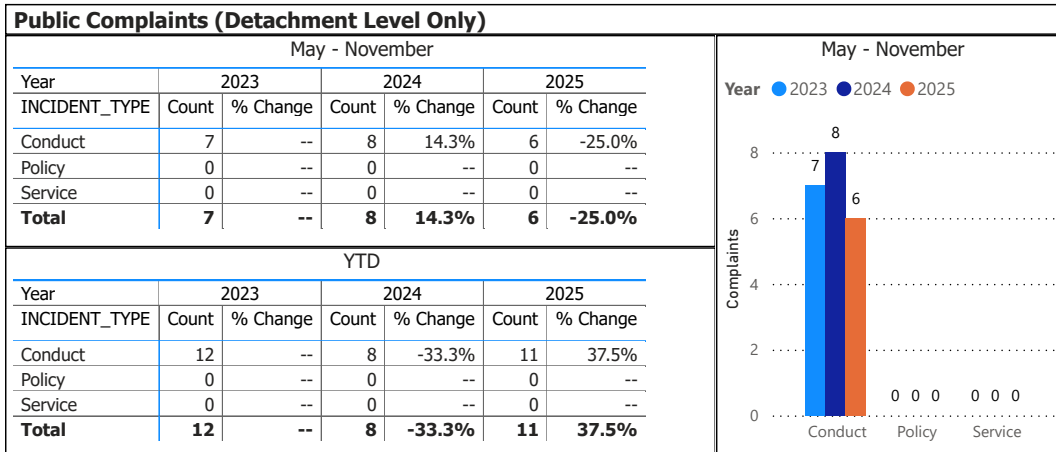 Public Complaints (Detachment Level Only)
May - November
Year 2023 2024 2025
INCIDENT_TYPE Count % Change Count % Change Count % Change
Conduct 7 -- 8 14.3% 6 -25.0%
Policy 0 -- 0 -- 0 --
Service 0 -- 0 -- 0 --
Total 7 -- 8 14.3% 6 -25.0%
YTD
Year 2023 2024 2025
INCIDENT_TYPE Count % Change Count % Change Count % Change
Conduct 12 -- 8 -33.3% 11 37.5%
Policy 0 -- 0 -- 0 --
Service 0 -- 0 -- 0 --
Total 12 -- 8 -33.3% 11 37.5%
May - November
Year 2023 2024 2025
Complaints
8
6
4
2
0
7
8
6
0 0 0
0 0 0
Conduct Policy Service